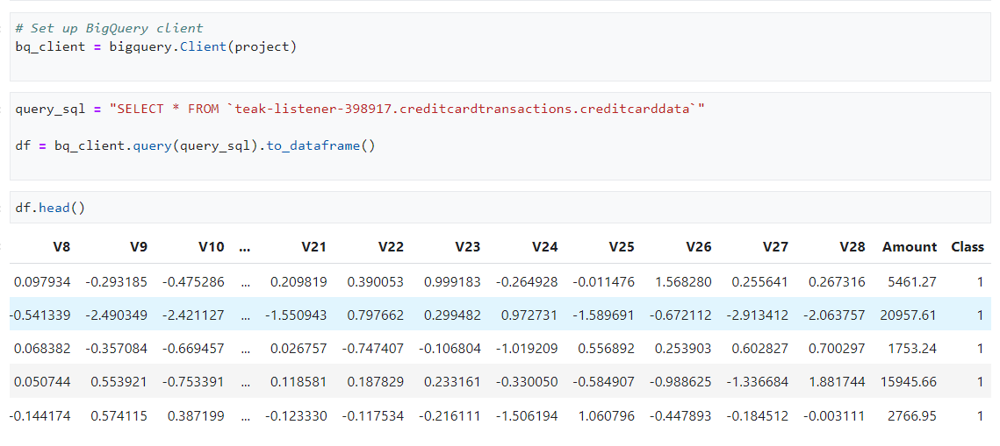 # Set up BigQuery client
bq_client = bigquery.Client(project)
query_sql = "SELECT * FROM `teak-listener-398917.creditcardtransactions.creditcarddata`"
df = bq_client.query(query_sql).to_dataframe()
df.head()
V8 V9 V10 ... V21 V22 V23 V24 V25 V26 V27 V28 Amount Class
0.097934 -0.293185 -0.475286 ... 0.209819 0.390053 0.999183 -0.264928 -0.011476 1.568280 0.255641 0.267316 5461.27 1
-0.541339 -2.490349 -2.421127 ... -1.550943 0.797662 0.299482 0.972731 -1.589691 -0.672112 -2.913412 -2.063757 20957.61 1
0.068382 -0.357084 -0.669457 ... 0.026757 -0.747407 -0.106804 -1.019209 0.556892 0.253903 0.602827 0.700297 1753.24 1
0.050744 0.553921 -0.753391 ... 0.118581 0.187829 0.233161 -0.330050 -0.584907 -0.988625 -1.336684 1.881744 15945.66 1
-0.144174 0.574115 0.387199 ... -0.123330 -0.117534 -0.216111 -1.506194 1.060796 -0.447893 -0.184512 -0.003111 2766.95 1